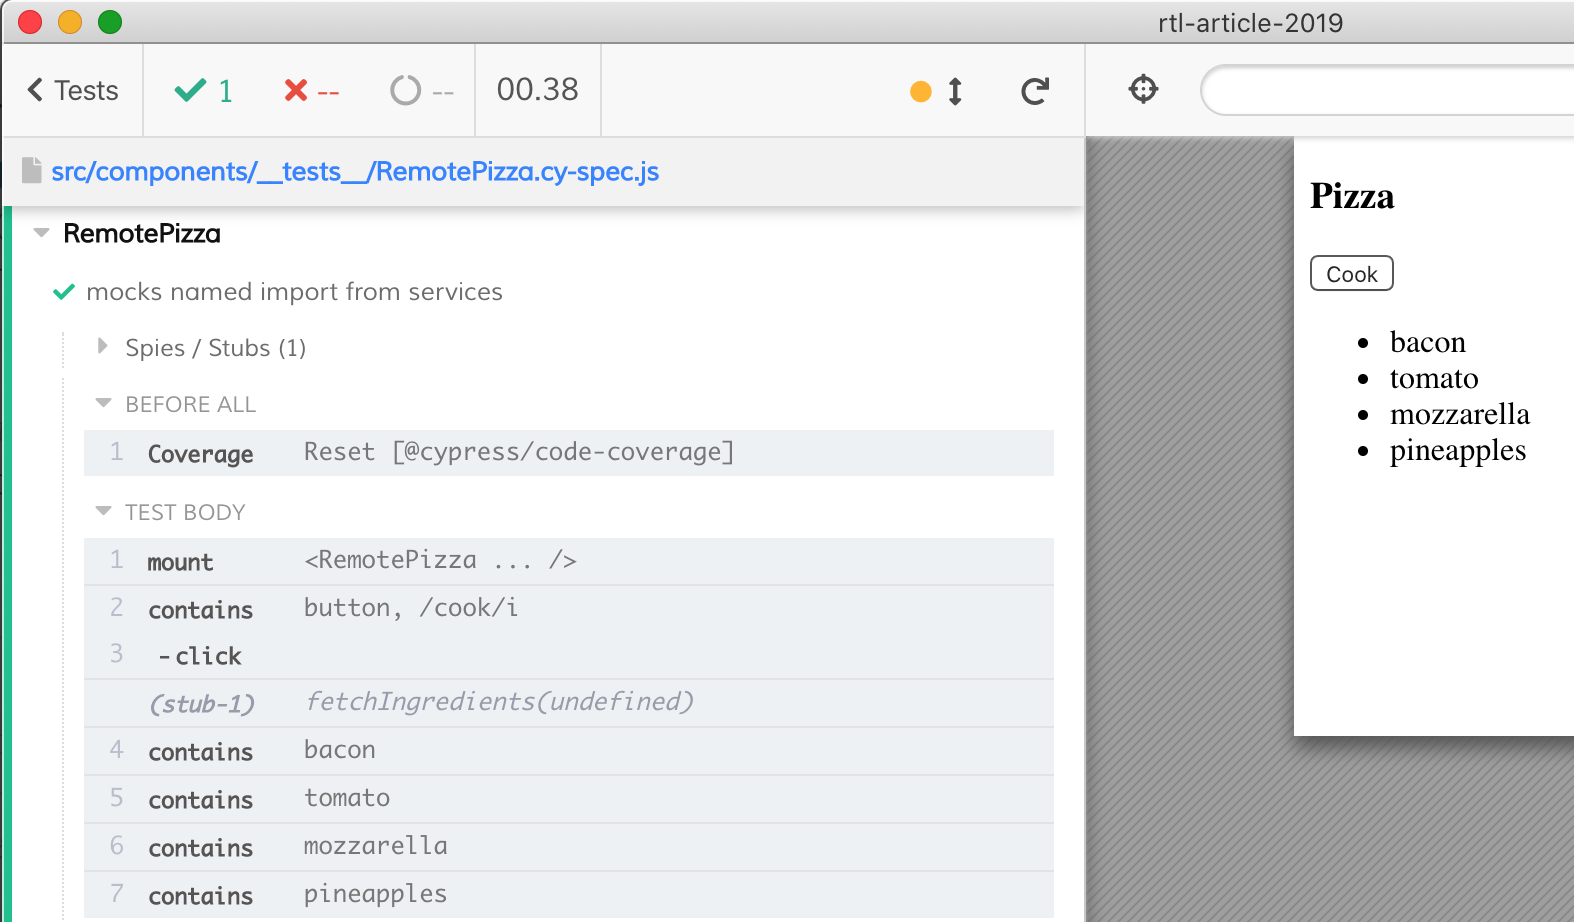 rtl-article-2019
Tests 1 -- -- 00.38
src/components/__tests__/RemotePizza.cy-spec.js
RemotePizza
mocks named import from services
Spies / Stubs (1)
BEFORE ALL
1 Coverage Reset [@cypress/code-coverage]
TEST BODY
1 mount <RemotePizza ... />
2 contains button, /cook/i
3 -click
(stub-1) fetchIngredients(undefined)
4 contains bacon
5 contains tomato
6 contains mozzarella
7 contains pineapples
Pizza
Cook
bacon
tomato
mozzarella
pineapples